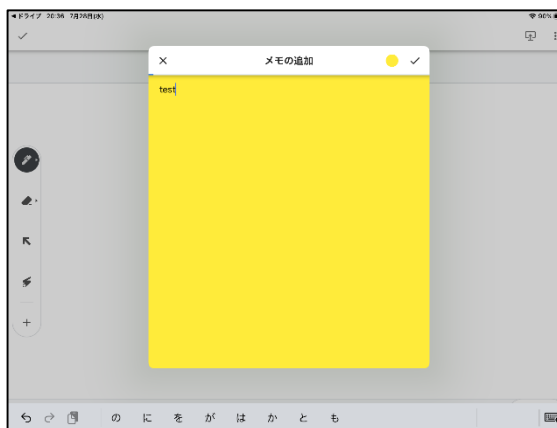 ◀ドライブ 20:36 7月28日(水) 90%
メモの追加
test
の に を が は か と も